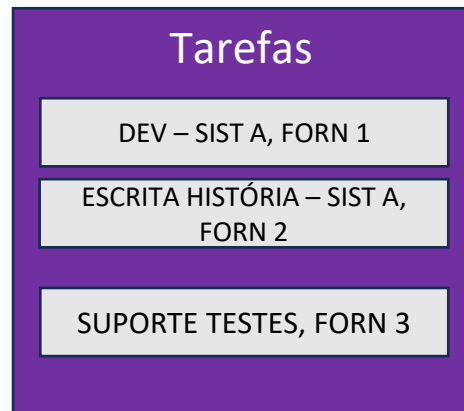 Tarefas
DEV – SIST A, FORN 1
ESCRITA HISTÓRIA – SIST A,
FORN 2
SUPORTE TESTES, FORN 3